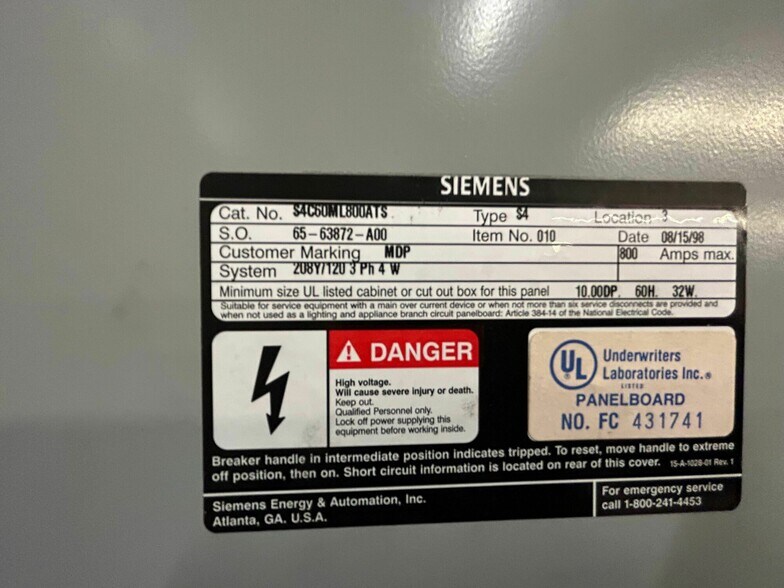 SIEMENS
Cat. No. S4C60ML800ATS Type S4 Location 3
S.O. 65-63872-A00 Item No. 010 Date 08/15/98
Customer Marking MDP 800 Amps max.
System 208Y/120 3 Ph 4 W
Minimum size UL listed cabinet or cut out box for this panel 10.00DP. 60H. 32W.
Suitable for service equipment with a main over current device or when not more than six service disconnects are provided and
when not used as a lighting and appliance branch circuit panelboard: Article 384-14 of the National Electrical Code.
DANGER
High voltage.
Will cause severe injury or death.
Keep out.
Qualified Personnel only.
Lock off power supplying this
equipment before working inside.
UL
Underwriters
Laboratories Inc.®
LISTED
PANELBOARD
NO. FC 431741
Breaker handle in intermediate position indicates tripped. To reset, move handle to extreme
off position, then on. Short circuit information is located on rear of this cover. 15-A-1028-01 Rev. 1
Siemens Energy & Automation, Inc.
Atlanta, GA. U.S.A.
For emergency service
call 1-800-241-4453